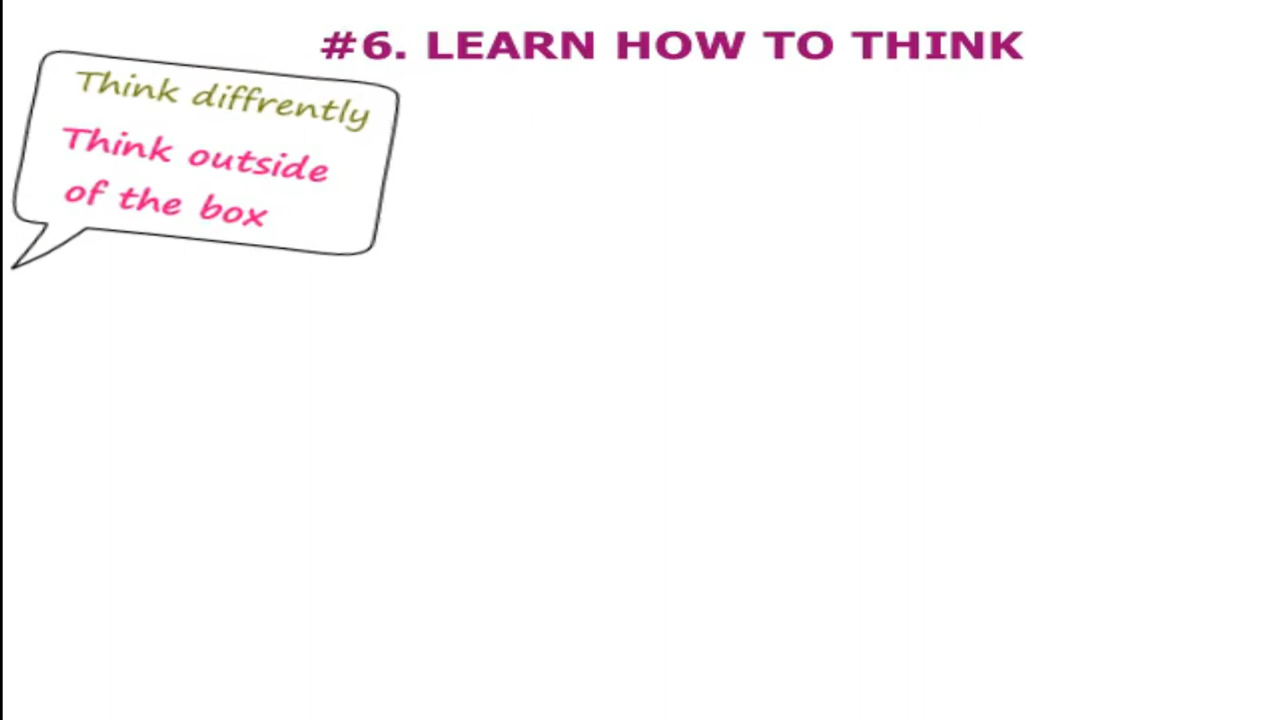 #6. LEARN HOW TO THINK
Think diffrently
Think outside
of the box